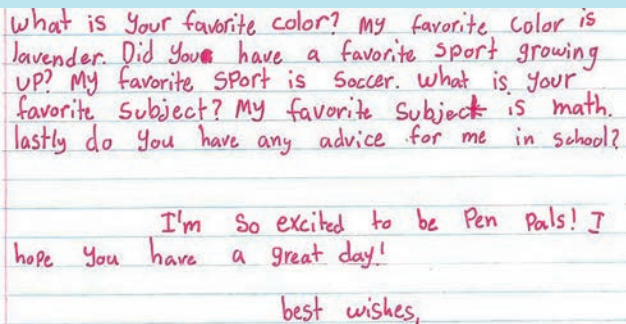 what is your favorite color? My favorite color is
lavender. Did you have a favorite sport growing
up? My favorite sport is soccer. what is your
favorite subject? My favorite subject is math.
lastly do you have any advice for me in school?
I'm so excited to be Pen Pals! I
hope you have a great day!
best wishes,